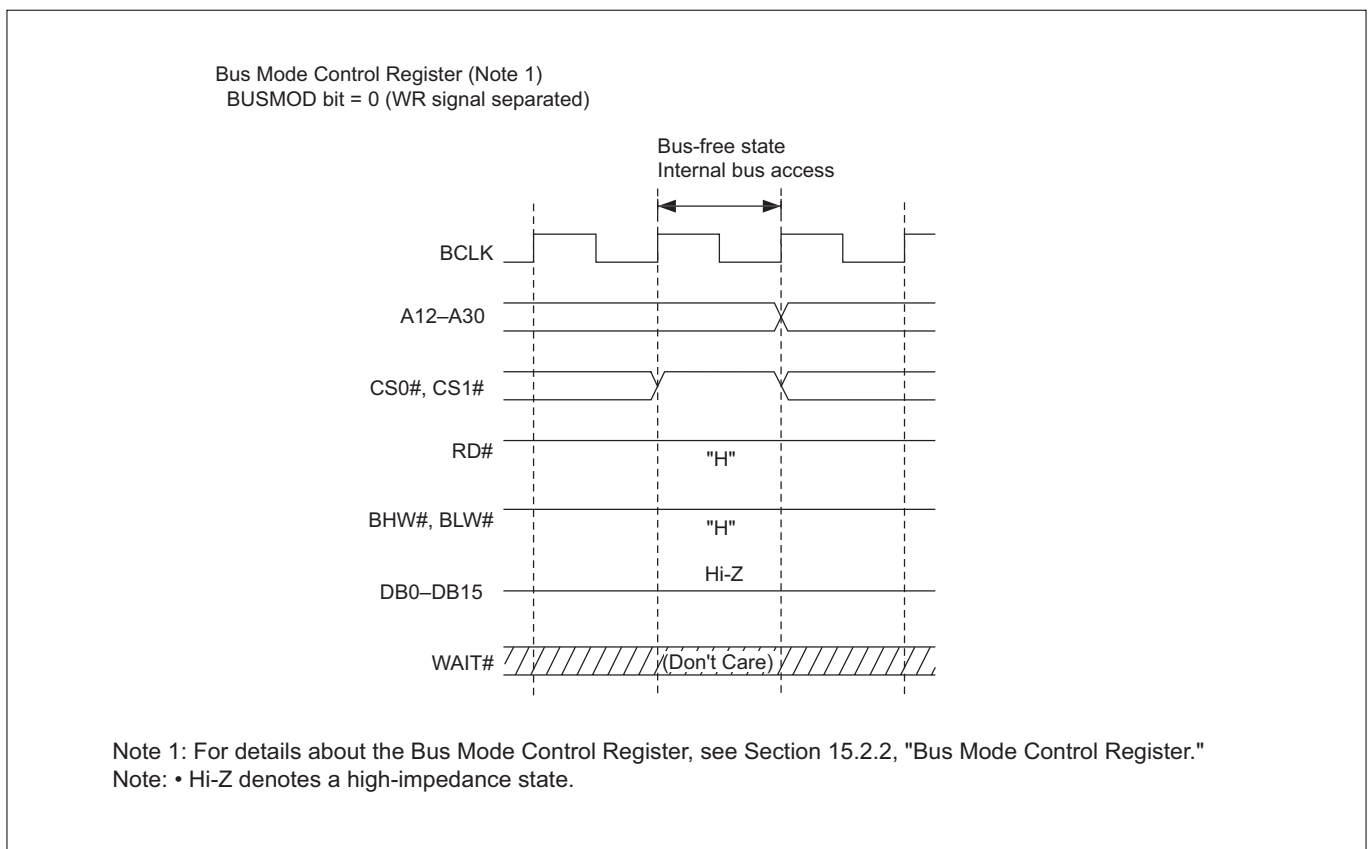 Bus Mode Control Register (Note 1)
BUSMOD bit = 0 (WR signal separated)
Bus-free state
Internal bus access
BCLK
A12–A30
CS0#, CS1#
RD#
"H"
BHW#, BLW#
"H"
Hi-Z
DB0–DB15
WAIT#
(Don't Care)
Note 1: For details about the Bus Mode Control Register, see Section 15.2.2, "Bus Mode Control Register."
Note: • Hi-Z denotes a high-impedance state.